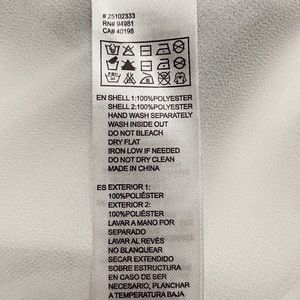 # 25102333
RN# 94981
CA# 40198
EN SHELL 1:100%POLYESTER
SHELL 2:100%POLYESTER
HAND WASH SEPARATELY
WASH INSIDE OUT
DO NOT BLEACH
DRY FLAT
IRON LOW IF NEEDED
DO NOT DRY CLEAN
MADE IN CHINA
ES EXTERIOR 1:
100%POLIÉSTER
EXTERIOR 2:
100%POLIÉSTER
LAVAR A MANO POR
SEPARADO
LAVAR AL REVÉS
NO BLANQUEAR
SECAR EXTENDIDO
SOBRE ESTRUCTURA
EN CASO DE SER
NECESARIO, PLANCHAR
A TEMPERATURA BAJA